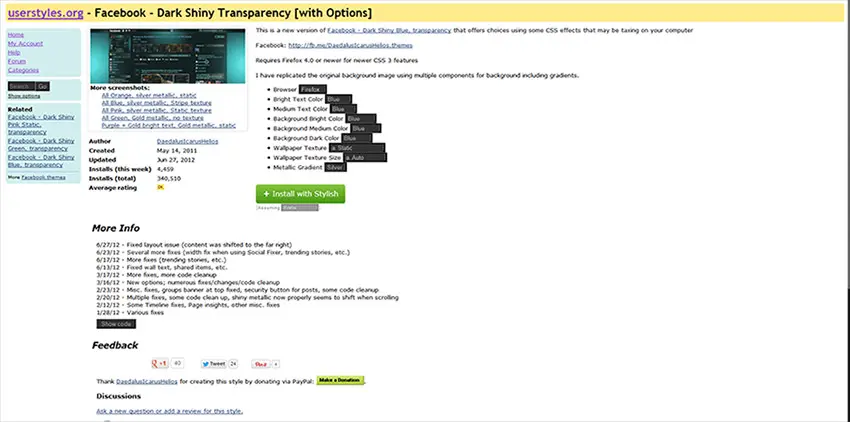 userstyles.org - Facebook - Dark Shiny Transparency [with Options]
Home
My Account
Help
Forum
Categories
Search
Go
Show options
Related
Facebook - Dark Shiny
Pink Static,
transparency
Facebook - Dark Shiny
Green, transparency
Facebook - Dark Shiny
Blue, transparency
More Facebook themes
More screenshots:
All Orange, silver metallic, static
All Blue, silver metallic, Stripe texture
All Pink, silver metallic, Static texture
All Green, Gold metallic, no texture
Purple + Gold bright text, Gold metallic, static
Author DaedalusIcarusHelios
Created May 14, 2011
Updated Jun 27, 2012
Installs (this week) 4,459
Installs (total) 340,510
Average rating OK
This is a new version of Facebook - Dark Shiny Blue, transparency that offers choices using some CSS effects that may be taxing on your computer
Facebook: http://fb.me/DaedalusIcarusHelios.themes
Requires Firefox 4.0 or newer for newer CSS 3 features
I have replicated the original background image using multiple components for background including gradients.
Browser Firefox
Bright Text Color Blue
Medium Text Color Blue
Background Bright Color Blue
Background Medium Color Blue
Background Dark Color Blue
Wallpaper Texture a. Static
Wallpaper Texture Size a. Auto
Metallic Gradient Silver
+ Install with Stylish
Assuming Firefox
More Info
6/27/12 - Fixed layout issue (content was shifted to the far right)
6/23/12 - Several more fixes (width fix when using Social Fixer, trending stories, etc.)
6/17/12 - More fixes (trending stories, etc.)
6/13/12 - Fixed wall text, shared items, etc.
3/17/12 - More fixes, more code cleanup
3/16/12 - New options; numerous fixes/changes/code cleanup
2/23/12 - Misc. fixes, groups banner at top fixed, security button for posts, some code cleanup
2/20/12 - Multiple fixes, some code clean up, shiny metallic now properly seems to shift when scrolling
2/12/12 - Some Timeline fixes, Page insights, other misc. fixes
1/28/12 - Various fixes
Show code
Feedback
+1 40 Tweet 24 Pin it 4
Thank DaedalusIcarusHelios for creating this style by donating via PayPal: Make a Donation
Discussions
Ask a new question or add a review for this style.